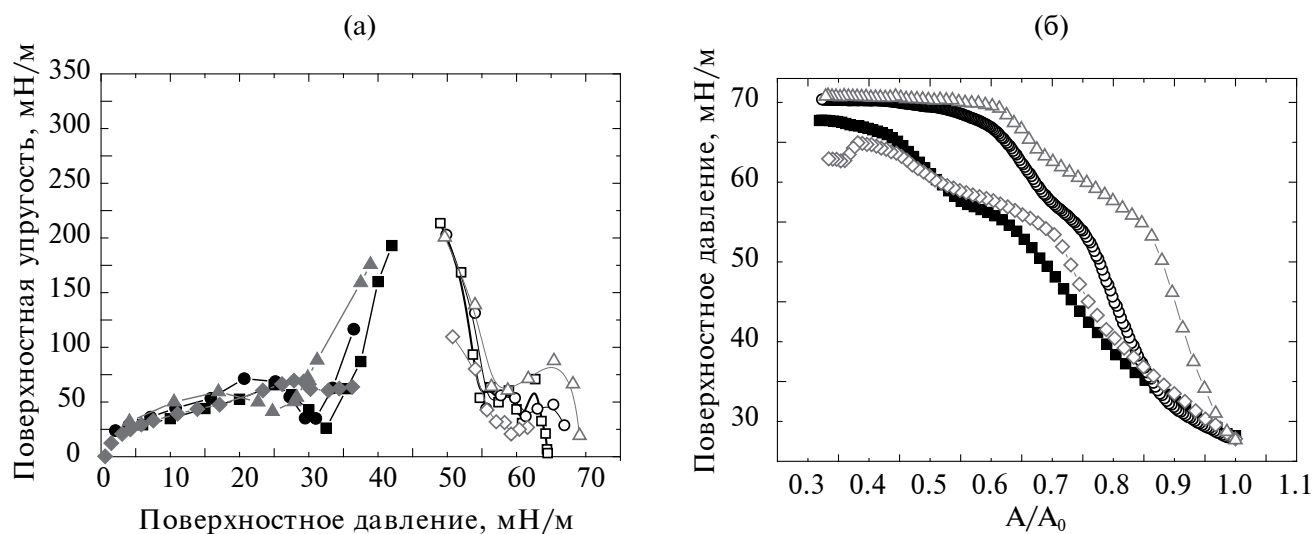 (а)
Поверхностная упругость, мН/м
350
300
250
200
150
100
50
0
0 10 20 30 40 50 60 70
Поверхностное давление, мН/м
(б)
Поверхностное давление, мН/м
70
60
50
40
30
0.3 0.4 0.5 0.6 0.7 0.8 0.9 1.0 1.1
A/A₀